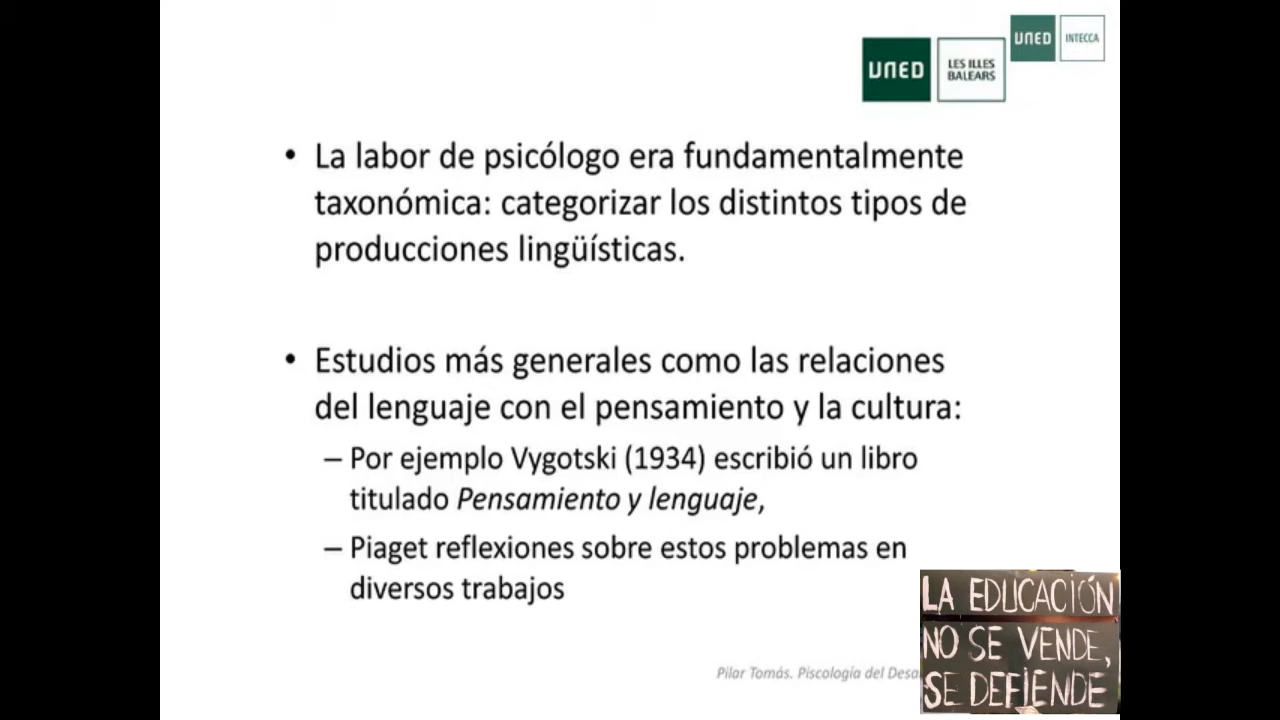 UNED
INTECCA
UNED
LES ILLES
BALEARS
• La labor de psicólogo era fundamentalmente
taxonómica: categorizar los distintos tipos de
producciones lingüísticas.
• Estudios más generales como las relaciones
del lenguaje con el pensamiento y la cultura:
– Por ejemplo Vygotski (1934) escribió un libro
titulado Pensamiento y lenguaje,
– Piaget reflexiones sobre estos problemas en
diversos trabajos
Pilar Tomás. Piscología del
LA EDUCACIÓN
NO SE VENDE,
SE DEFIENDE